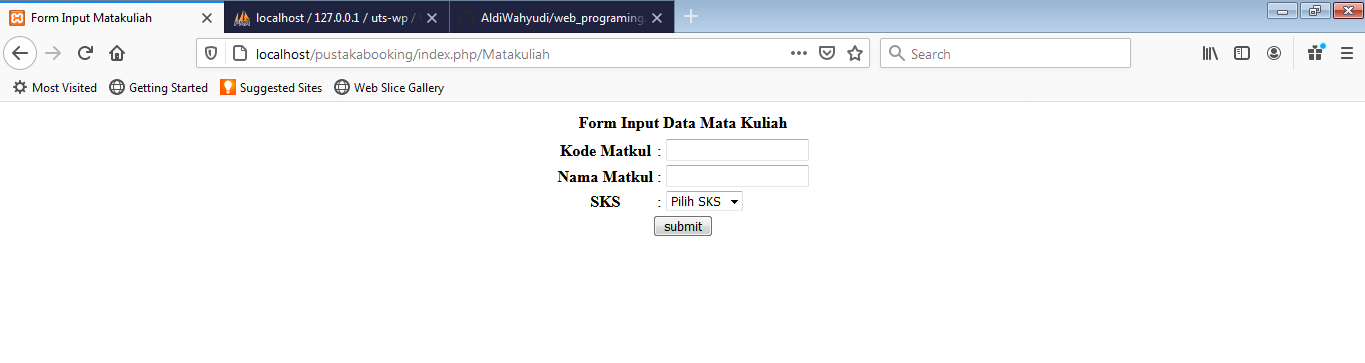 Form Input Matakuliah
localhost / 127.0.0.1 / uts-wp /
AldiWahyudi/web_programing
localhost/pustakabooking/index.php/Matakuliah
Search
Most Visited
Getting Started
Suggested Sites
Web Slice Gallery
Form Input Data Mata Kuliah
Kode Matkul :
Nama Matkul :
SKS : Pilih SKS
submit